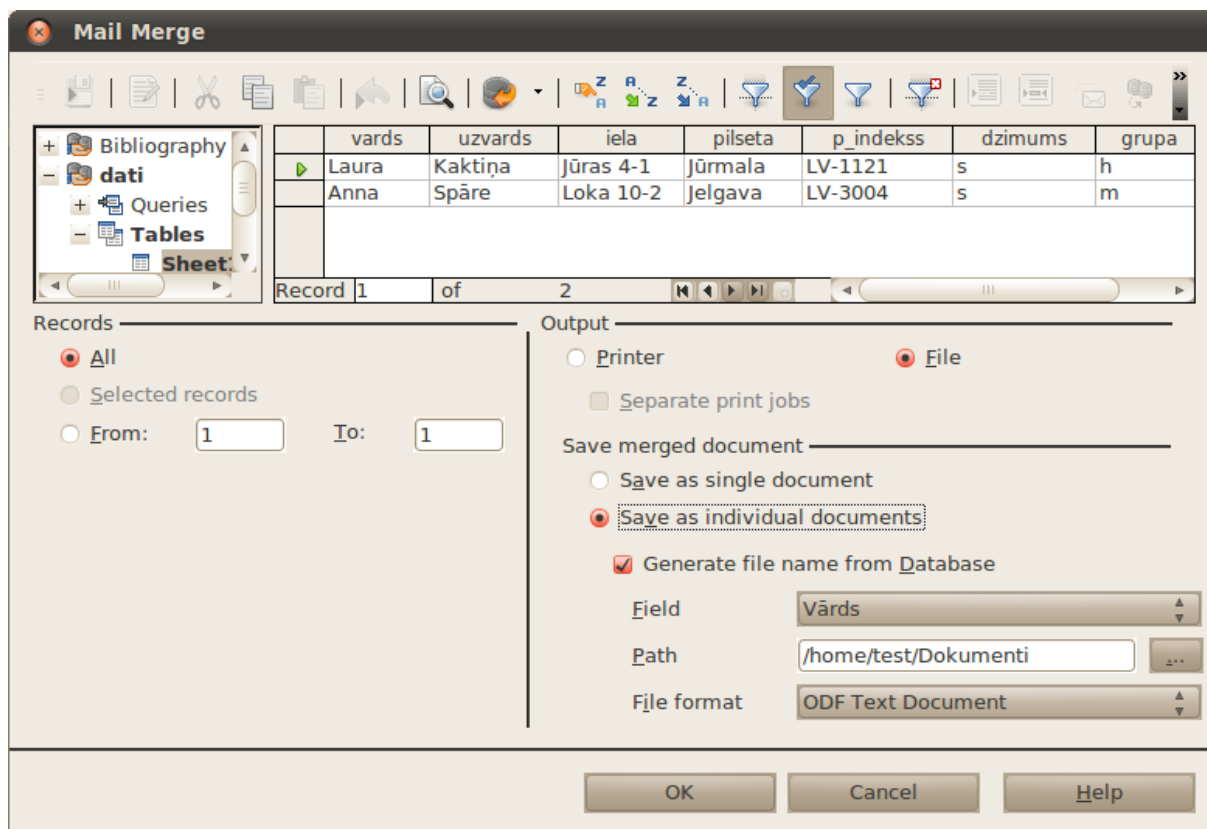 Mail Merge
Bibliography
dati
Queries
Tables
vards uzvards iela pilseta p_indekss dzimums grupa
Laura Kaktiņa Jūras 4-1 Jūrmala LV-1121 s h
Anna Spāre Loka 10-2 Jelgava LV-3004 s m
Record 1 of 2
Records
All
Selected records
From: 1 To: 1
Output
Printer File
Separate print jobs
Save merged document
Save as single document
Save as individual documents
Generate file name from Database
Field Vārds
Path /home/test/Dokumenti ...
File format ODF Text Document
OK Cancel Help